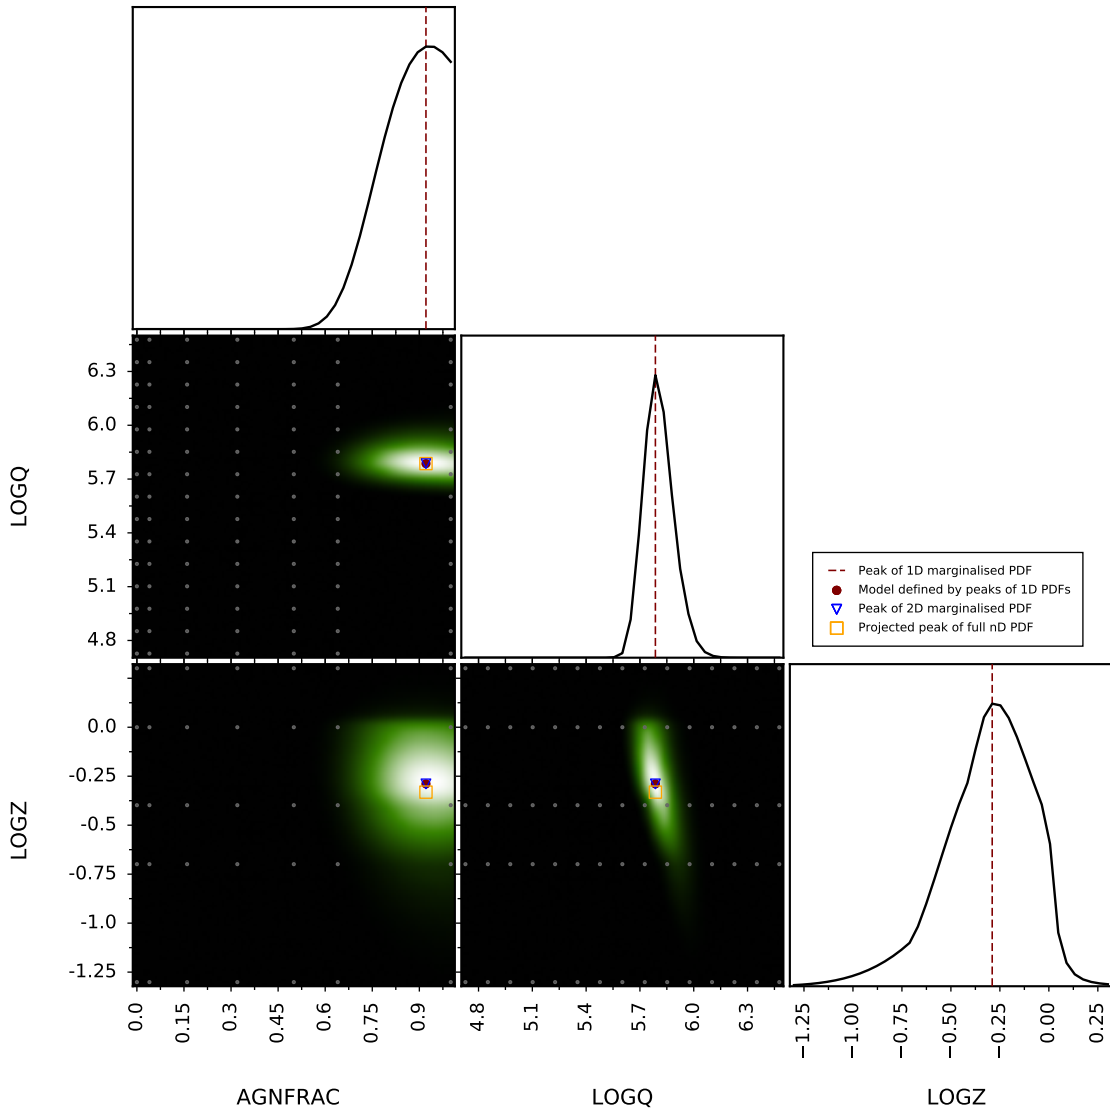 LOGQ
6.3
6.0
5.7
5.4
5.1
4.8
Peak of 1D marginalised PDF
Model defined by peaks of 1D PDFs
Peak of 2D marginalised PDF
Projected peak of full nD PDF
LOGZ
0.0
-0.25
-0.5
-0.75
-1.0
-1.25
0.0 0.15 0.3 0.45 0.6 0.75 0.9
4.8 5.1 5.4 5.7 6.0 6.3
−1.25 −1.00 −0.75 −0.50 −0.25 0.00 0.25
AGNFRAC LOGQ LOGZ